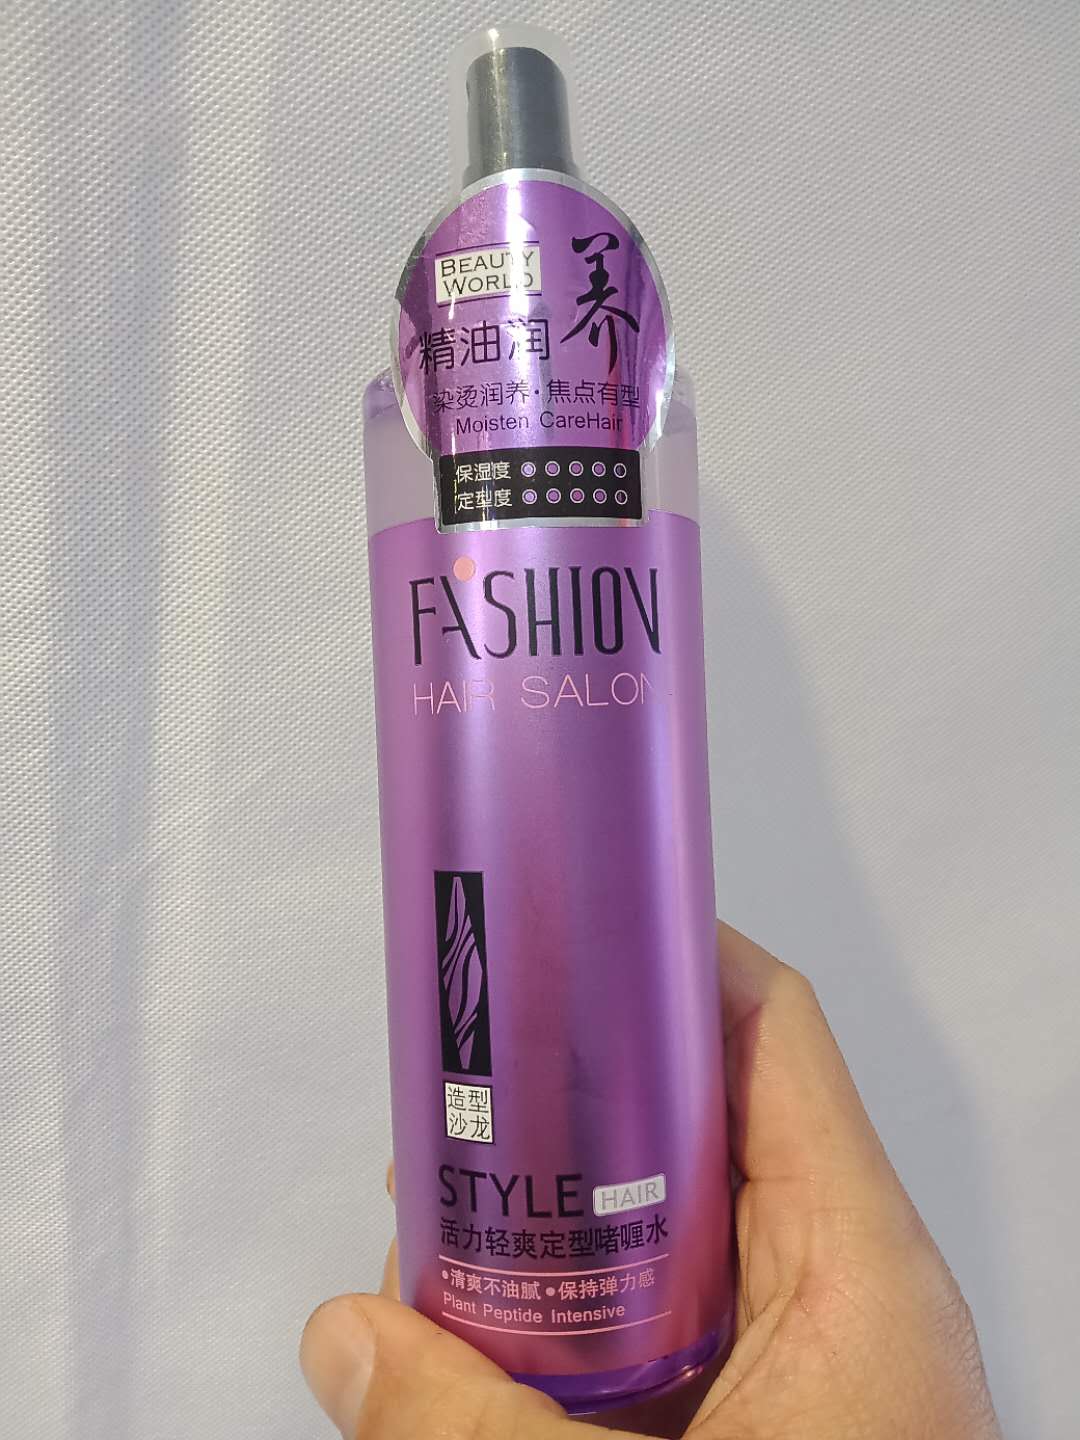 BEAUTY
WORLD
养
精油润
染烫润养·焦点有型
Moisten CareHair
保湿度
定型度
FASHION
HAIR SALON
造型
沙龙
STYLE HAIR
活力轻爽定型啫喱水
•清爽不油腻 •保持弹力感
Plant Peptide Intensive